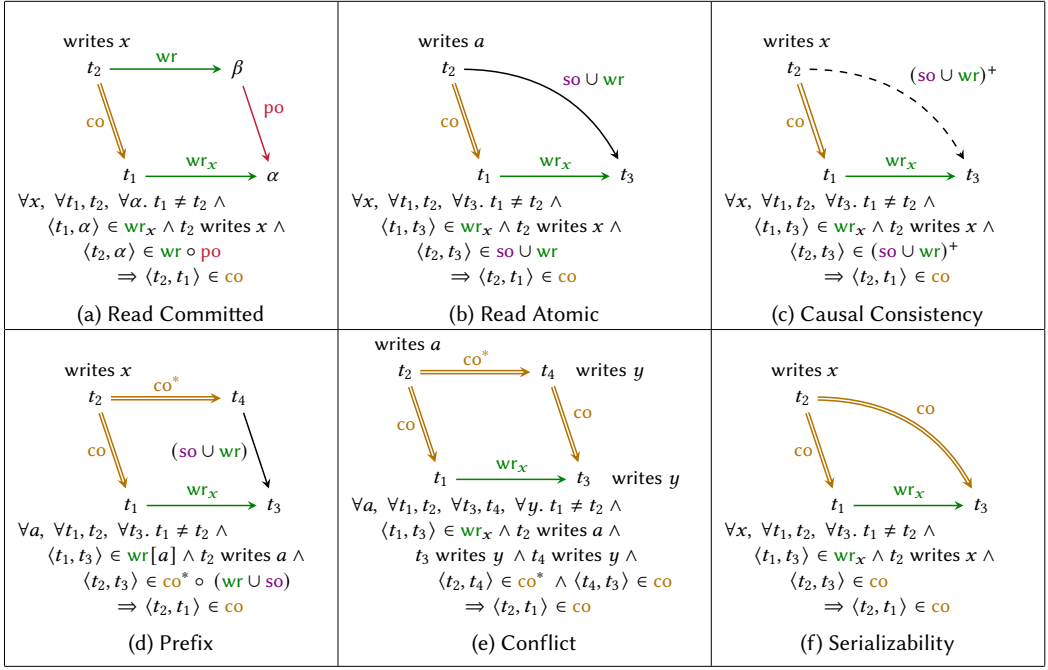 writes x
t₂ wr β
co po
t₁ wrₓ α
∀x, ∀t₁, t₂, ∀α. t₁ ≠ t₂ ∧
⟨t₁, α⟩ ∈ wrₓ ∧ t₂ writes x ∧
⟨t₂, α⟩ ∈ wr ∘ po
⇒ ⟨t₂, t₁⟩ ∈ co
(a) Read Committed
writes a
t₂
so ∪ wr
co
t₁ wrₓ t₃
∀x, ∀t₁, t₂, ∀t₃. t₁ ≠ t₂ ∧
⟨t₁, t₃⟩ ∈ wrₓ ∧ t₂ writes x ∧
⟨t₂, t₃⟩ ∈ so ∪ wr
⇒ ⟨t₂, t₁⟩ ∈ co
(b) Read Atomic
writes x
t₂
(so ∪ wr)⁺
co
t₁ wrₓ t₃
∀x, ∀t₁, t₂, ∀t₃. t₁ ≠ t₂ ∧
⟨t₁, t₃⟩ ∈ wrₓ ∧ t₂ writes x ∧
⟨t₂, t₃⟩ ∈ (so ∪ wr)⁺
⇒ ⟨t₂, t₁⟩ ∈ co
(c) Causal Consistency
writes x
t₂ co* t₄
co (so ∪ wr)
t₁ wrₓ t₃
∀a, ∀t₁, t₂, ∀t₃. t₁ ≠ t₂ ∧
⟨t₁, t₃⟩ ∈ wr[a] ∧ t₂ writes a ∧
⟨t₂, t₃⟩ ∈ co* ∘ (wr ∪ so)
⇒ ⟨t₂, t₁⟩ ∈ co
(d) Prefix
writes a
t₂ co* t₄ writes y
co co
t₁ wrₓ t₃ writes y
∀a, ∀t₁, t₂, ∀t₃, t₄, ∀y. t₁ ≠ t₂ ∧
⟨t₁, t₃⟩ ∈ wrₓ ∧ t₂ writes a ∧
t₃ writes y ∧ t₄ writes y ∧
⟨t₂, t₄⟩ ∈ co* ∧ ⟨t₄, t₃⟩ ∈ co
⇒ ⟨t₂, t₁⟩ ∈ co
(e) Conflict
writes x
t₂
co
co
t₁ wrₓ t₃
∀x, ∀t₁, t₂, ∀t₃. t₁ ≠ t₂ ∧
⟨t₁, t₃⟩ ∈ wrₓ ∧ t₂ writes x ∧
⟨t₂, t₃⟩ ∈ co
⇒ ⟨t₂, t₁⟩ ∈ co
(f) Serializability